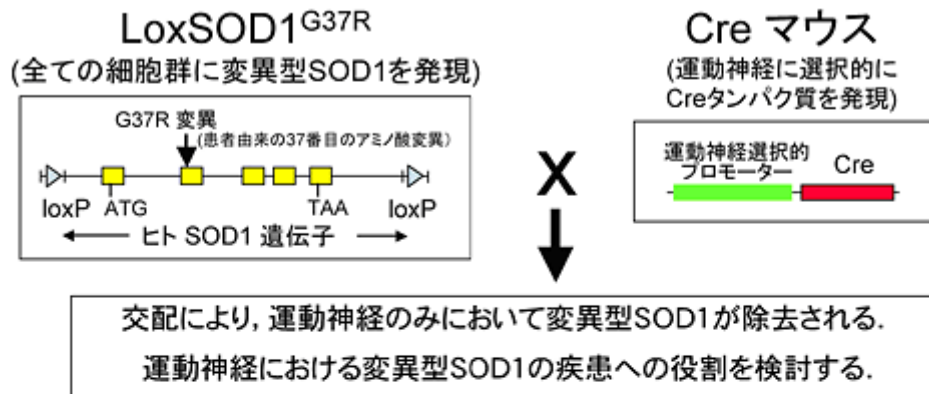 LoxSOD1G37R
(全ての細胞群に変異型SOD1を発現)
G37R 変異
(患者由来の37番目のアミノ酸変異)
loxP
ATG
TAA
loxP
ヒト SOD1 遺伝子
X
Cre マウス
(運動神経に選択的に
Creタンパク質を発現)
運動神経選択的
プロモーター
Cre
交配により, 運動神経のみにおいて変異型SOD1が除去される.
運動神経における変異型SOD1の疾患への役割を検討する.